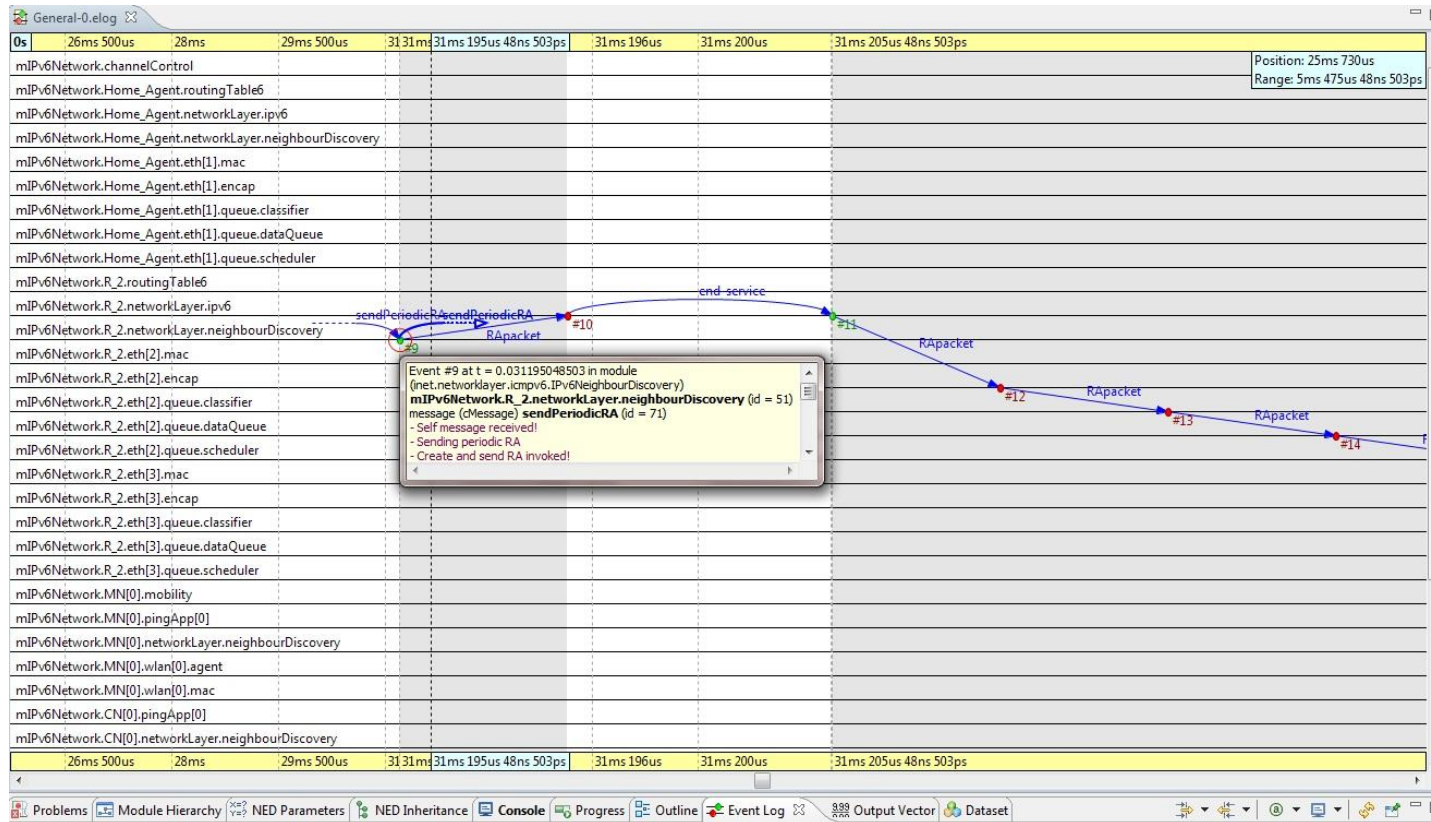 General-0.elog
0s 26ms 500us 28ms 29ms 500us 31 31ms 31ms 195us 48ns 503ps 31ms 196us 31ms 200us 31ms 205us 48ns 503ps
Position: 25ms 730us
Range: 5ms 475us 48ns 503ps
mIPv6Network.channelControl
mIPv6Network.Home_Agent.routingTable6
mIPv6Network.Home_Agent.networkLayer.ipv6
mIPv6Network.Home_Agent.networkLayer.neighbourDiscovery
mIPv6Network.Home_Agent.eth[1].mac
mIPv6Network.Home_Agent.eth[1].encap
mIPv6Network.Home_Agent.eth[1].queue.classifier
mIPv6Network.Home_Agent.eth[1].queue.dataQueue
mIPv6Network.Home_Agent.eth[1].queue.scheduler
mIPv6Network.R_2.routingTable6
end-service
mIPv6Network.R_2.networkLayer.ipv6
sendPeriodicRA sendPeriodicRA #10 #11
mIPv6Network.R_2.networkLayer.neighbourDiscovery
RApacket RApacket
#9
mIPv6Network.R_2.eth[2].mac
mIPv6Network.R_2.eth[2].encap
#12 RApacket
mIPv6Network.R_2.eth[2].queue.classifier
#13 RApacket
mIPv6Network.R_2.eth[2].queue.dataQueue
#14
mIPv6Network.R_2.eth[2].queue.scheduler
Event #9 at t = 0.031195048503 in module
(inet.networklayer.icmpv6.IPv6NeighbourDiscovery)
mIPv6Network.R_2.networkLayer.neighbourDiscovery (id = 51)
message (cMessage) sendPeriodicRA (id = 71)
- Self message received!
- Sending periodic RA
- Create and send RA invoked!
mIPv6Network.R_2.eth[3].mac
mIPv6Network.R_2.eth[3].encap
mIPv6Network.R_2.eth[3].queue.classifier
mIPv6Network.R_2.eth[3].queue.dataQueue
mIPv6Network.R_2.eth[3].queue.scheduler
mIPv6Network.MN[0].mobility
mIPv6Network.MN[0].pingApp[0]
mIPv6Network.MN[0].networkLayer.neighbourDiscovery
mIPv6Network.MN[0].wlan[0].agent
mIPv6Network.MN[0].wlan[0].mac
mIPv6Network.CN[0].pingApp[0]
mIPv6Network.CN[0].networkLayer.neighbourDiscovery
26ms 500us 28ms 29ms 500us 31 31ms 31ms 195us 48ns 503ps 31ms 196us 31ms 200us 31ms 205us 48ns 503ps
Problems Module Hierarchy NED Parameters NED Inheritance Console Progress Outline Event Log Output Vector Dataset